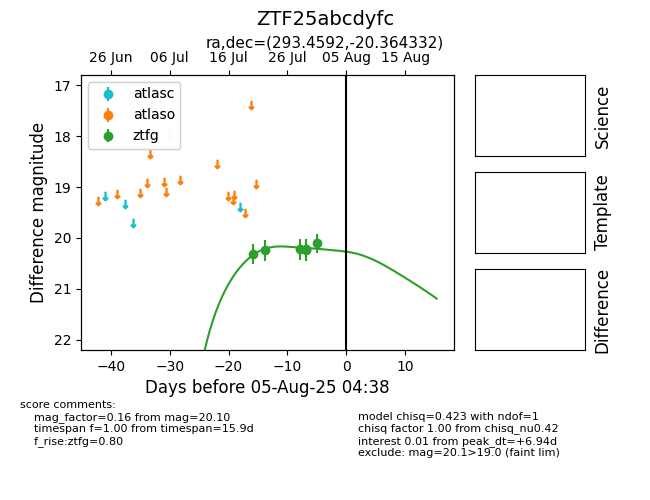 ZTF25abcdyfc
ra,dec=(293.4592,-20.364332)
26 Jun 06 Jul 16 Jul 26 Jul 05 Aug 15 Aug
17
18
19
20
21
22
Difference magnitude
atlasc
atlaso
ztfg
−40 −30 −20 −10 0 10
Days before 05-Aug-25 04:38
Science
Template
Difference
score comments:
mag_factor=0.16 from mag=20.10
timespan f=1.00 from timespan=15.9d
f_rise:ztfg=0.80
model chisq=0.423 with ndof=1
chisq factor 1.00 from chisq_nu0.42
interest 0.01 from peak_dt=+6.94d
exclude: mag=20.1>19.0 (faint lim)